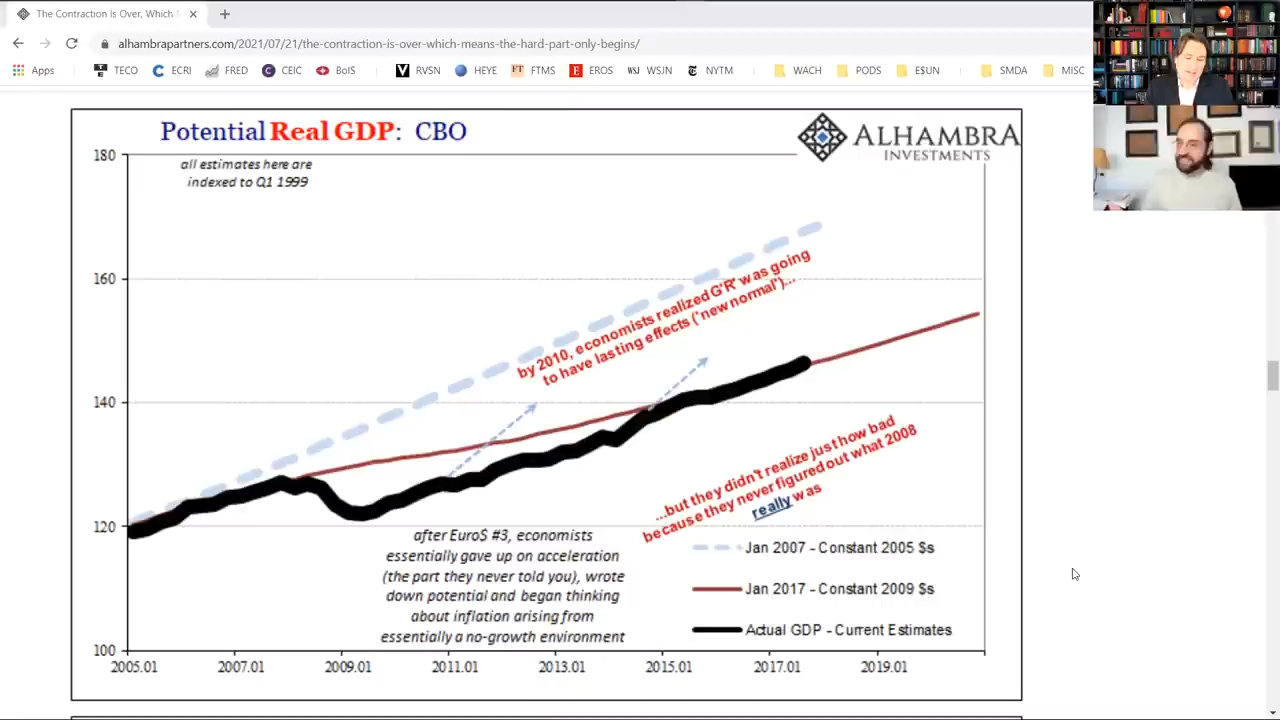 The Contraction Is Over, Which
alhambrapartners.com/2021/07/21/the-contraction-is-over-which-means-the-hard-part-only-begins/
Apps TECO ECRI FRED CEIC BoIS RVSN HEYE FTMS EROS WSJ WSJN NYTM WACH PODS E$UN SMDA MISC
Potential Real GDP: CBO
ALHAMBRA
INVESTMENTS
all estimates here are
indexed to Q1 1999
180
160
140
120
100
by 2010, economists realized G'R' was going
to have lasting effects ('new normal')...
...but they didn't realize just how bad
because they never figured out what 2008
really was
after Euro$ #3, economists
essentially gave up on acceleration
(the part they never told you), wrote
down potential and began thinking
about inflation arising from
essentially a no-growth environment
Jan 2007 - Constant 2005 $s
Jan 2017 - Constant 2009 $s
Actual GDP - Current Estimates
2005.01 2007.01 2009.01 2011.01 2013.01 2015.01 2017.01 2019.01